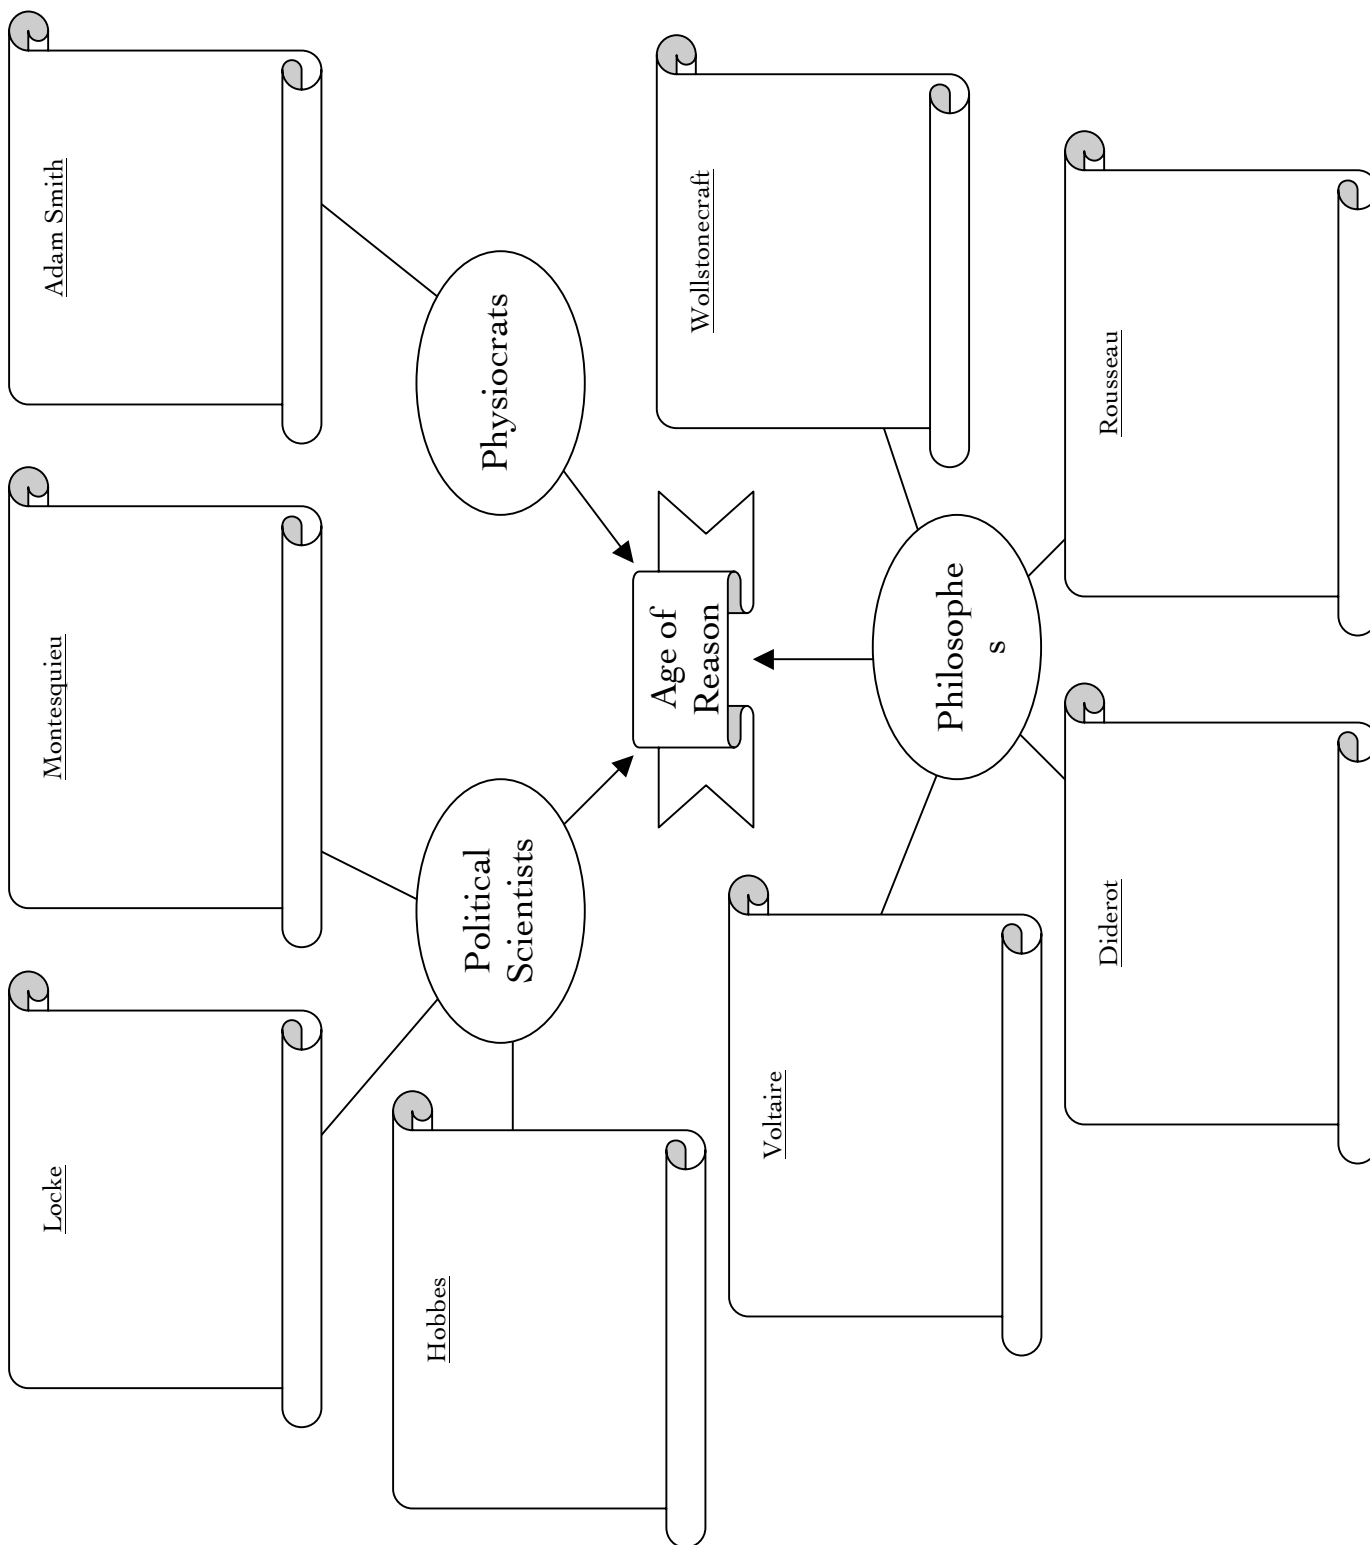 Locke
Montesquieu
Adam Smith
Hobbes
Political
Scientists
Physiocrats
Age of
Reason
Wollstonecraft
Voltaire
Philosophe
s
Diderot
Rousseau